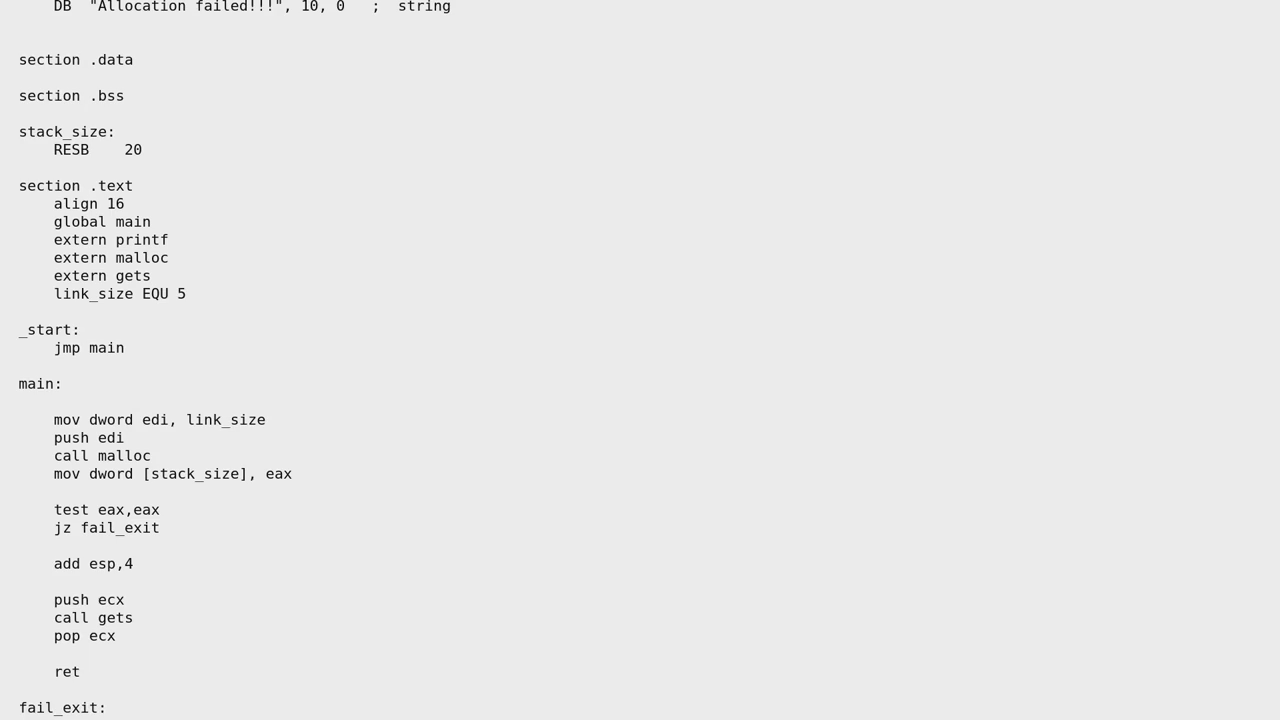 DB  "Allocation failed!!!", 10, 0   ;  string
section .data
section .bss
stack_size:
RESB    20
section .text
align 16
global main
extern printf
extern malloc
extern gets
link_size EQU 5
_start:
jmp main
main:
mov dword edi, link_size
push edi
call malloc
mov dword [stack_size], eax
test eax,eax
jz fail_exit
add esp,4
push ecx
call gets
pop ecx
ret
fail_exit: